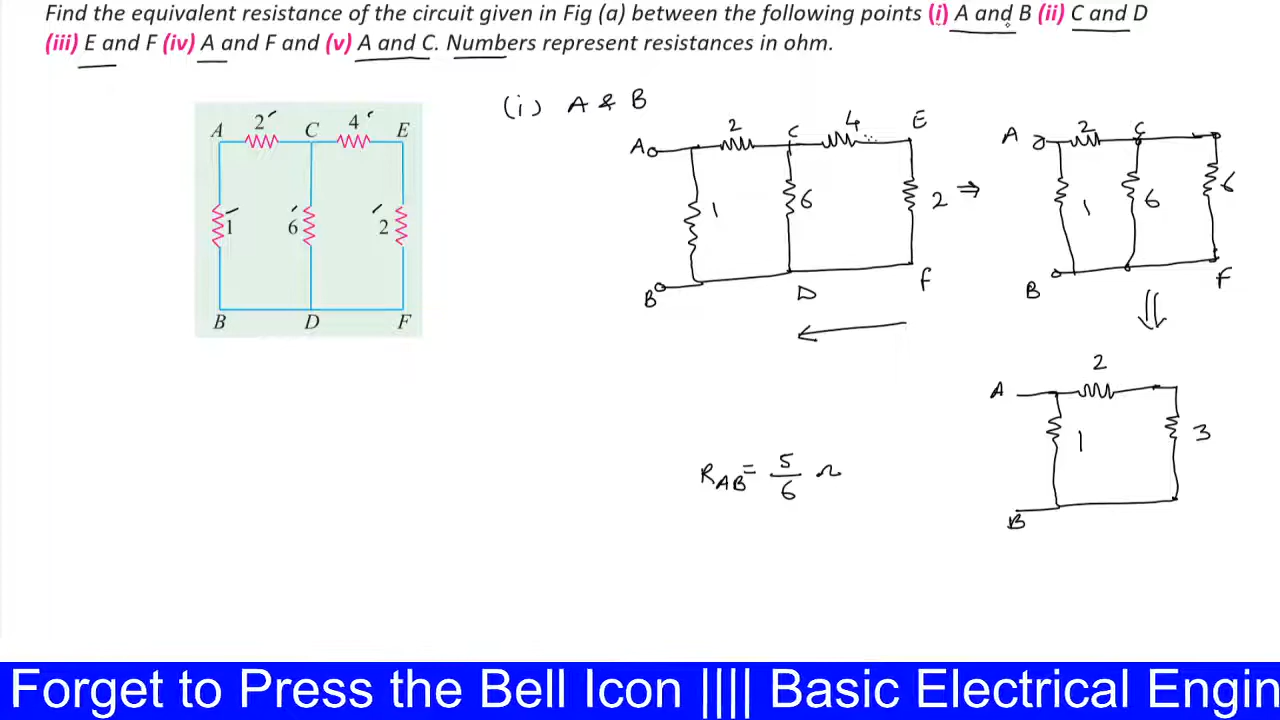 Find the equivalent resistance of the circuit given in Fig (a) between the following points (i) A and B (ii) C and D
(iii) E and F (iv) A and F and (v) A and C. Numbers represent resistances in ohm.
(i) A & B
A 2 C 4 E
1 6 2
B D F
A 2 C 4 E
1 6 2 ⇒
B D F
A 2 C
1 6 6
B F
⇓
A 2
1 3
B
R_AB = 5/6 Ω
Forget to Press the Bell Icon |||| Basic Electrical Engin